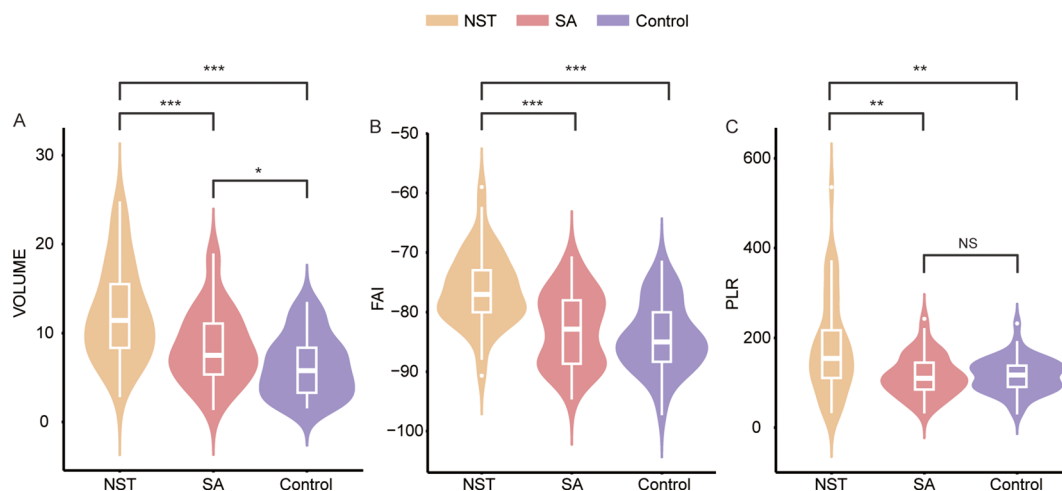 NST SA Control
A
***
***
*
VOLUME
30
20
10
0
NST SA Control
B
***
***
FAI
−50
−60
−70
−80
−90
−100
NST SA Control
C
**
**
NS
PLR
600
400
200
0
NST SA Control